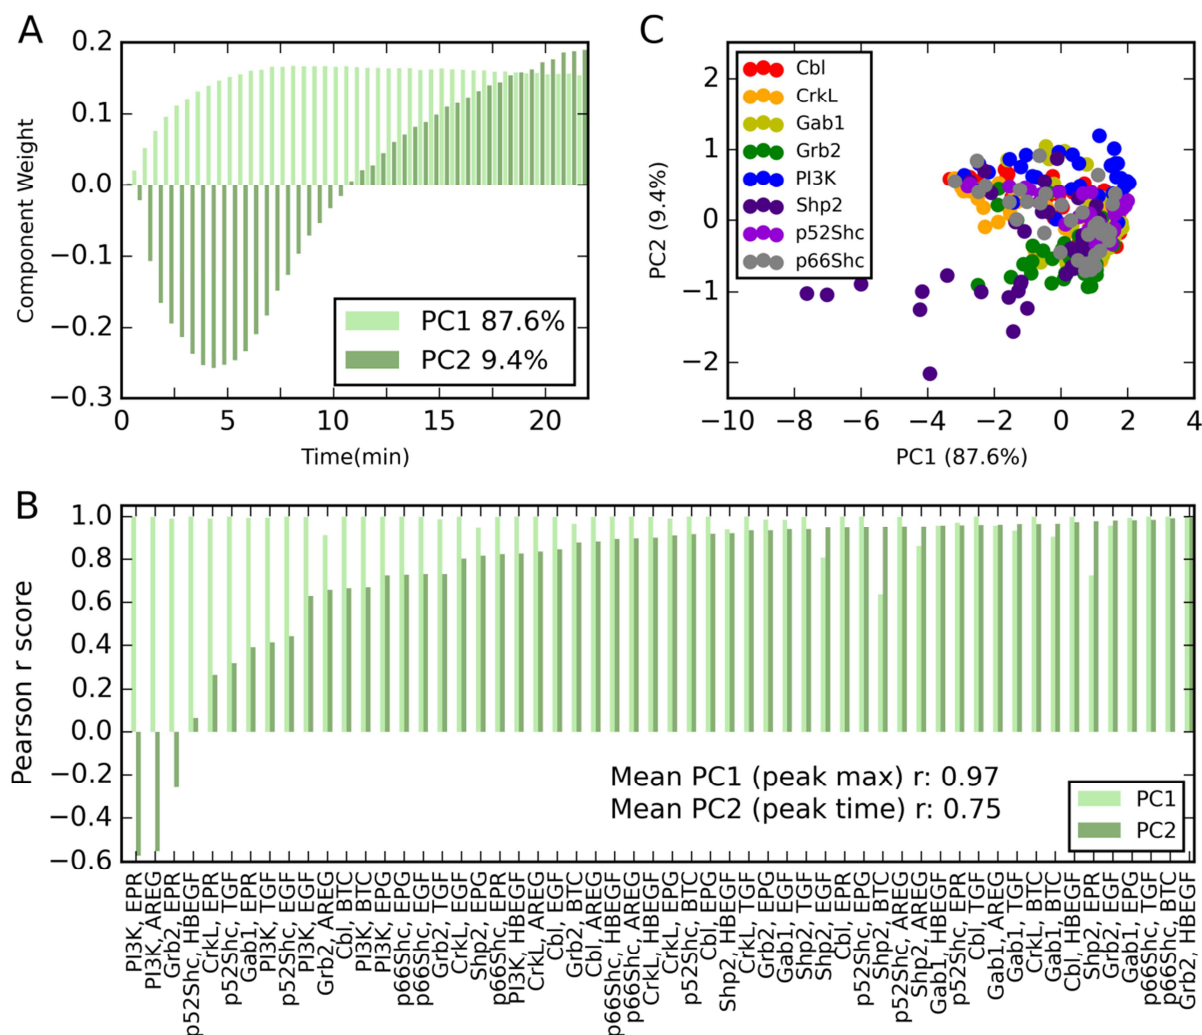 A
0.2
0.1
0.0
−0.1
−0.2
−0.3
Component Weight
0 5 10 15 20
Time(min)
PC1 87.6%
PC2 9.4%
C
2
1
0
−1
−2
PC2 (9.4%)
−10 −8 −6 −4 −2 0 2 4
PC1 (87.6%)
Cbl
CrkL
Gab1
Grb2
PI3K
Shp2
p52Shc
p66Shc
B
1.0
0.8
0.6
0.4
0.2
0.0
−0.2
−0.4
−0.6
Pearson r score
Mean PC1 (peak max) r: 0.97
Mean PC2 (peak time) r: 0.75
PC1
PC2
PI3K, EPR
PI3K, AREG
Grb2, EPR
p52Shc, HBEGF
CrkL, EPR
p52Shc, TGF
Gab1, EPR
PI3K, TGF
p52Shc, EGF
PI3K, EGF
Grb2, AREG
Cbl, BTC
PI3K, BTC
PI3K, EPG
p66Shc, EPG
p66Shc, EGF
Grb2, TGF
CrkL, EGF
Shp2, EPG
p66Shc, EPR
PI3K, HBEGF
CrkL, AREG
Cbl, EGF
Grb2, BTC
Cbl, AREG
p66Shc, HBEGF
p66Shc, AREG
CrkL, HBEGF
CrkL, EPG
p52Shc, BTC
Cbl, EPG
Shp2, HBEGF
CrkL, TGF
Grb2, EPG
Gab1, EGF
Shp2, TGF
Shp2, EGF
Cbl, EPR
p52Shc, EPG
Shp2, BTC
p52Shc, AREG
Shp2, AREG
Gab1, HBEGF
p52Shc, EPR
Cbl, TGF
Gab1, AREG
Gab1, TGF
CrkL, BTC
Gab1, BTC
Cbl, HBEGF
Shp2, EPR
Grb2, EGF
Gab1, EPG
p66Shc, TGF
p66Shc, BTC
Grb2, HBEGF